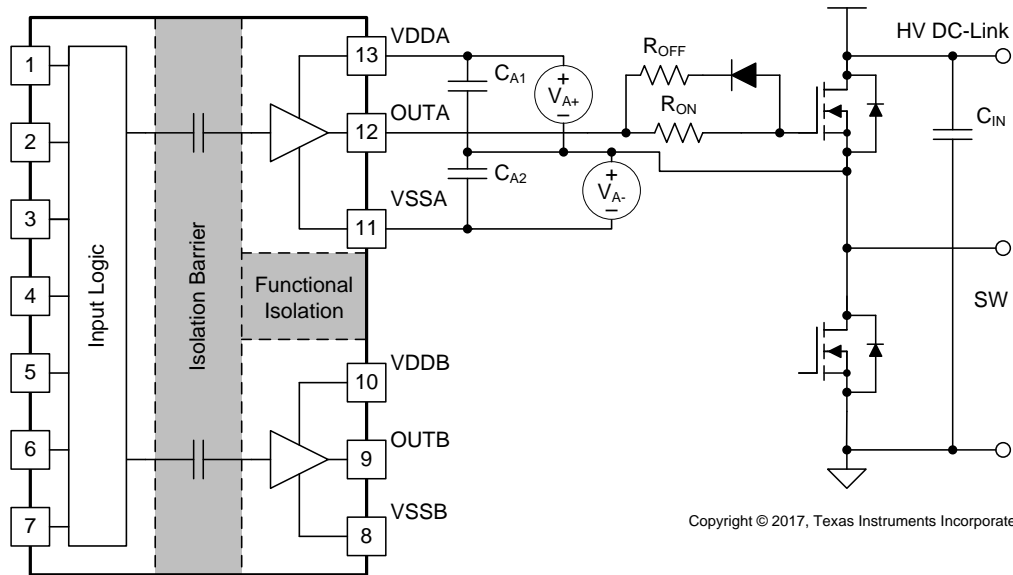 1
2
3
4
5
6
7
Input Logic
Isolation Barrier
Functional
Isolation
13
VDDA
12
OUTA
11
VSSA
10
VDDB
9
OUTB
8
VSSB
CA1
CA2
+
VA+
–
+
VA-
–
ROFF
RON
HV DC-Link
CIN
SW
Copyright © 2017, Texas Instruments Incorporate